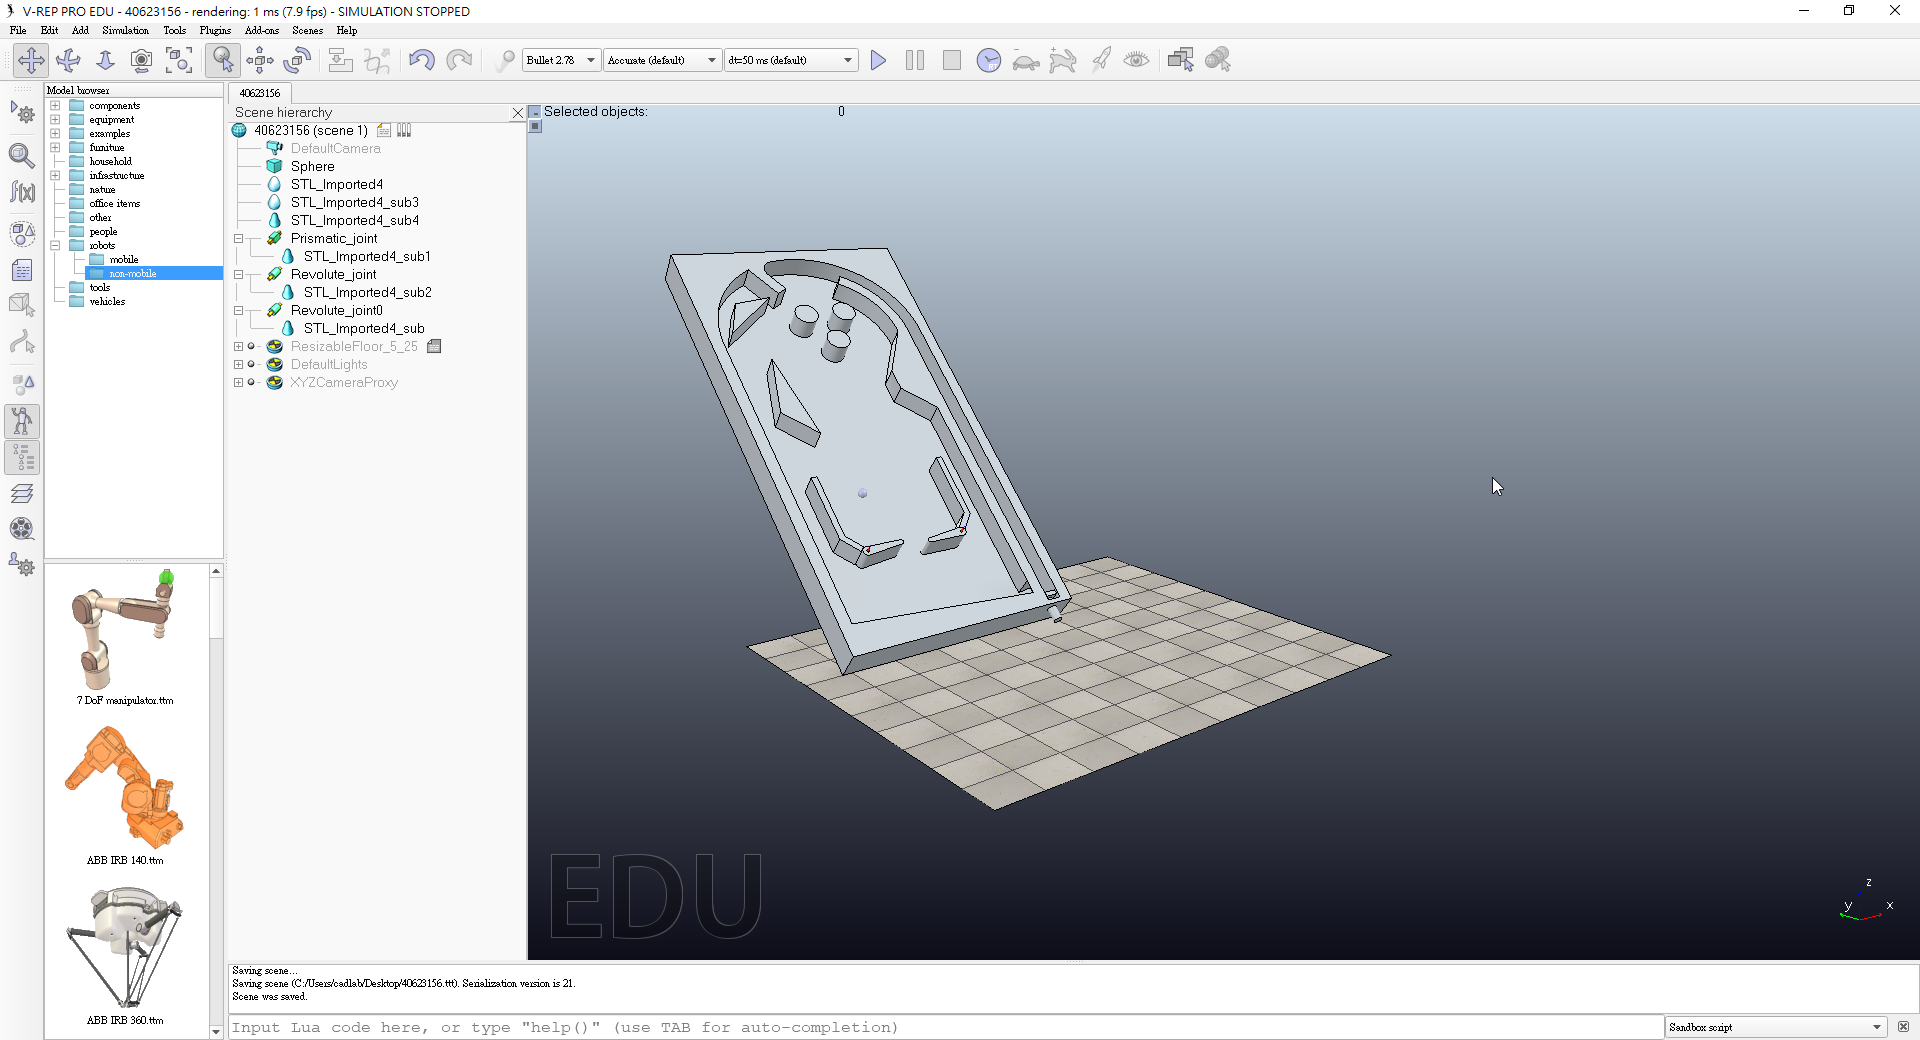 V-REP PRO EDU - 40623156 - rendering: 1 ms (7.9 fps) - SIMULATION STOPPED
File Edit Add Simulation Tools Plugins Add-ons Scenes Help
Bullet 2.78 Accurate (default) dt=50 ms (default)
Model browser
components
equipment
examples
furniture
household
infrastructure
nature
office items
other
people
robots
mobile
non-mobile
tools
vehicles
7 DoF manipulator.ttm
ABB IRB 140.ttm
ABB IRB 360.ttm
40623156
Scene hierarchy
40623156 (scene 1)
DefaultCamera
Sphere
STL_Imported4
STL_Imported4_sub3
STL_Imported4_sub4
Prismatic_joint
STL_Imported4_sub1
Revolute_joint
STL_Imported4_sub2
Revolute_joint0
STL_Imported4_sub
ResizableFloor_5_25
DefaultLights
XYZCameraProxy
Selected objects: 0
EDU
z
y x
Saving scene...
Saving scene (C:/Users/cadlab/Desktop/40623156.ttt). Serialization version is 21.
Scene was saved.
Input Lua code here, or type "help()" (use TAB for auto-completion)
Sandbox script